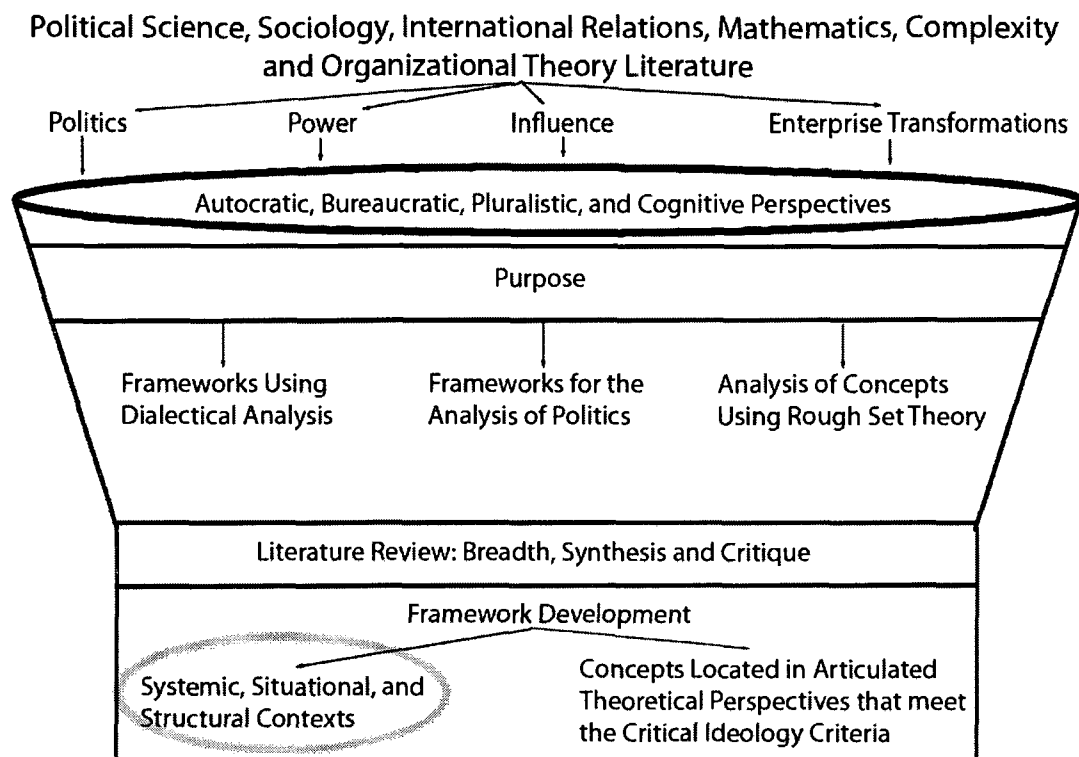 Political Science, Sociology, International Relations, Mathematics, Complexity
and Organizational Theory Literature
Politics Power Influence Enterprise Transformations
Autocratic, Bureaucratic, Pluralistic, and Cognitive Perspectives
Purpose
Frameworks Using
Dialectical Analysis
Frameworks for the
Analysis of Politics
Analysis of Concepts
Using Rough Set Theory
Literature Review: Breadth, Synthesis and Critique
Framework Development
Systemic, Situational, and
Structural Contexts
Concepts Located in Articulated
Theoretical Perspectives that meet
the Critical Ideology Criteria